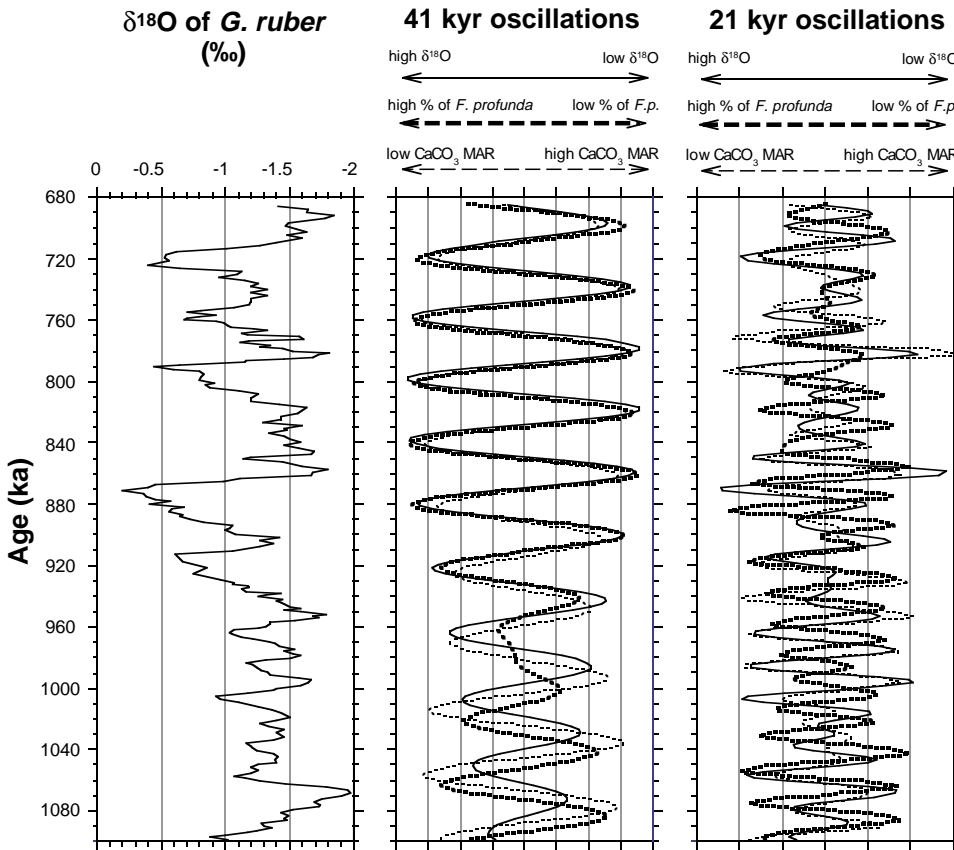 δ¹⁸O of G. ruber
(‰)
0 -0.5 -1 -1.5 -2
41 kyr oscillations
high δ¹⁸O low δ¹⁸O
high % of F. profunda low % of F.p.
low CaCO₃ MAR high CaCO₃ MAR
21 kyr oscillations
high δ¹⁸O low δ¹⁸O
high % of F. profunda low % of F.p
low CaCO₃ MAR high CaCO₃ MAR
Age (ka)
680
720
760
800
840
880
920
960
1000
1040
1080